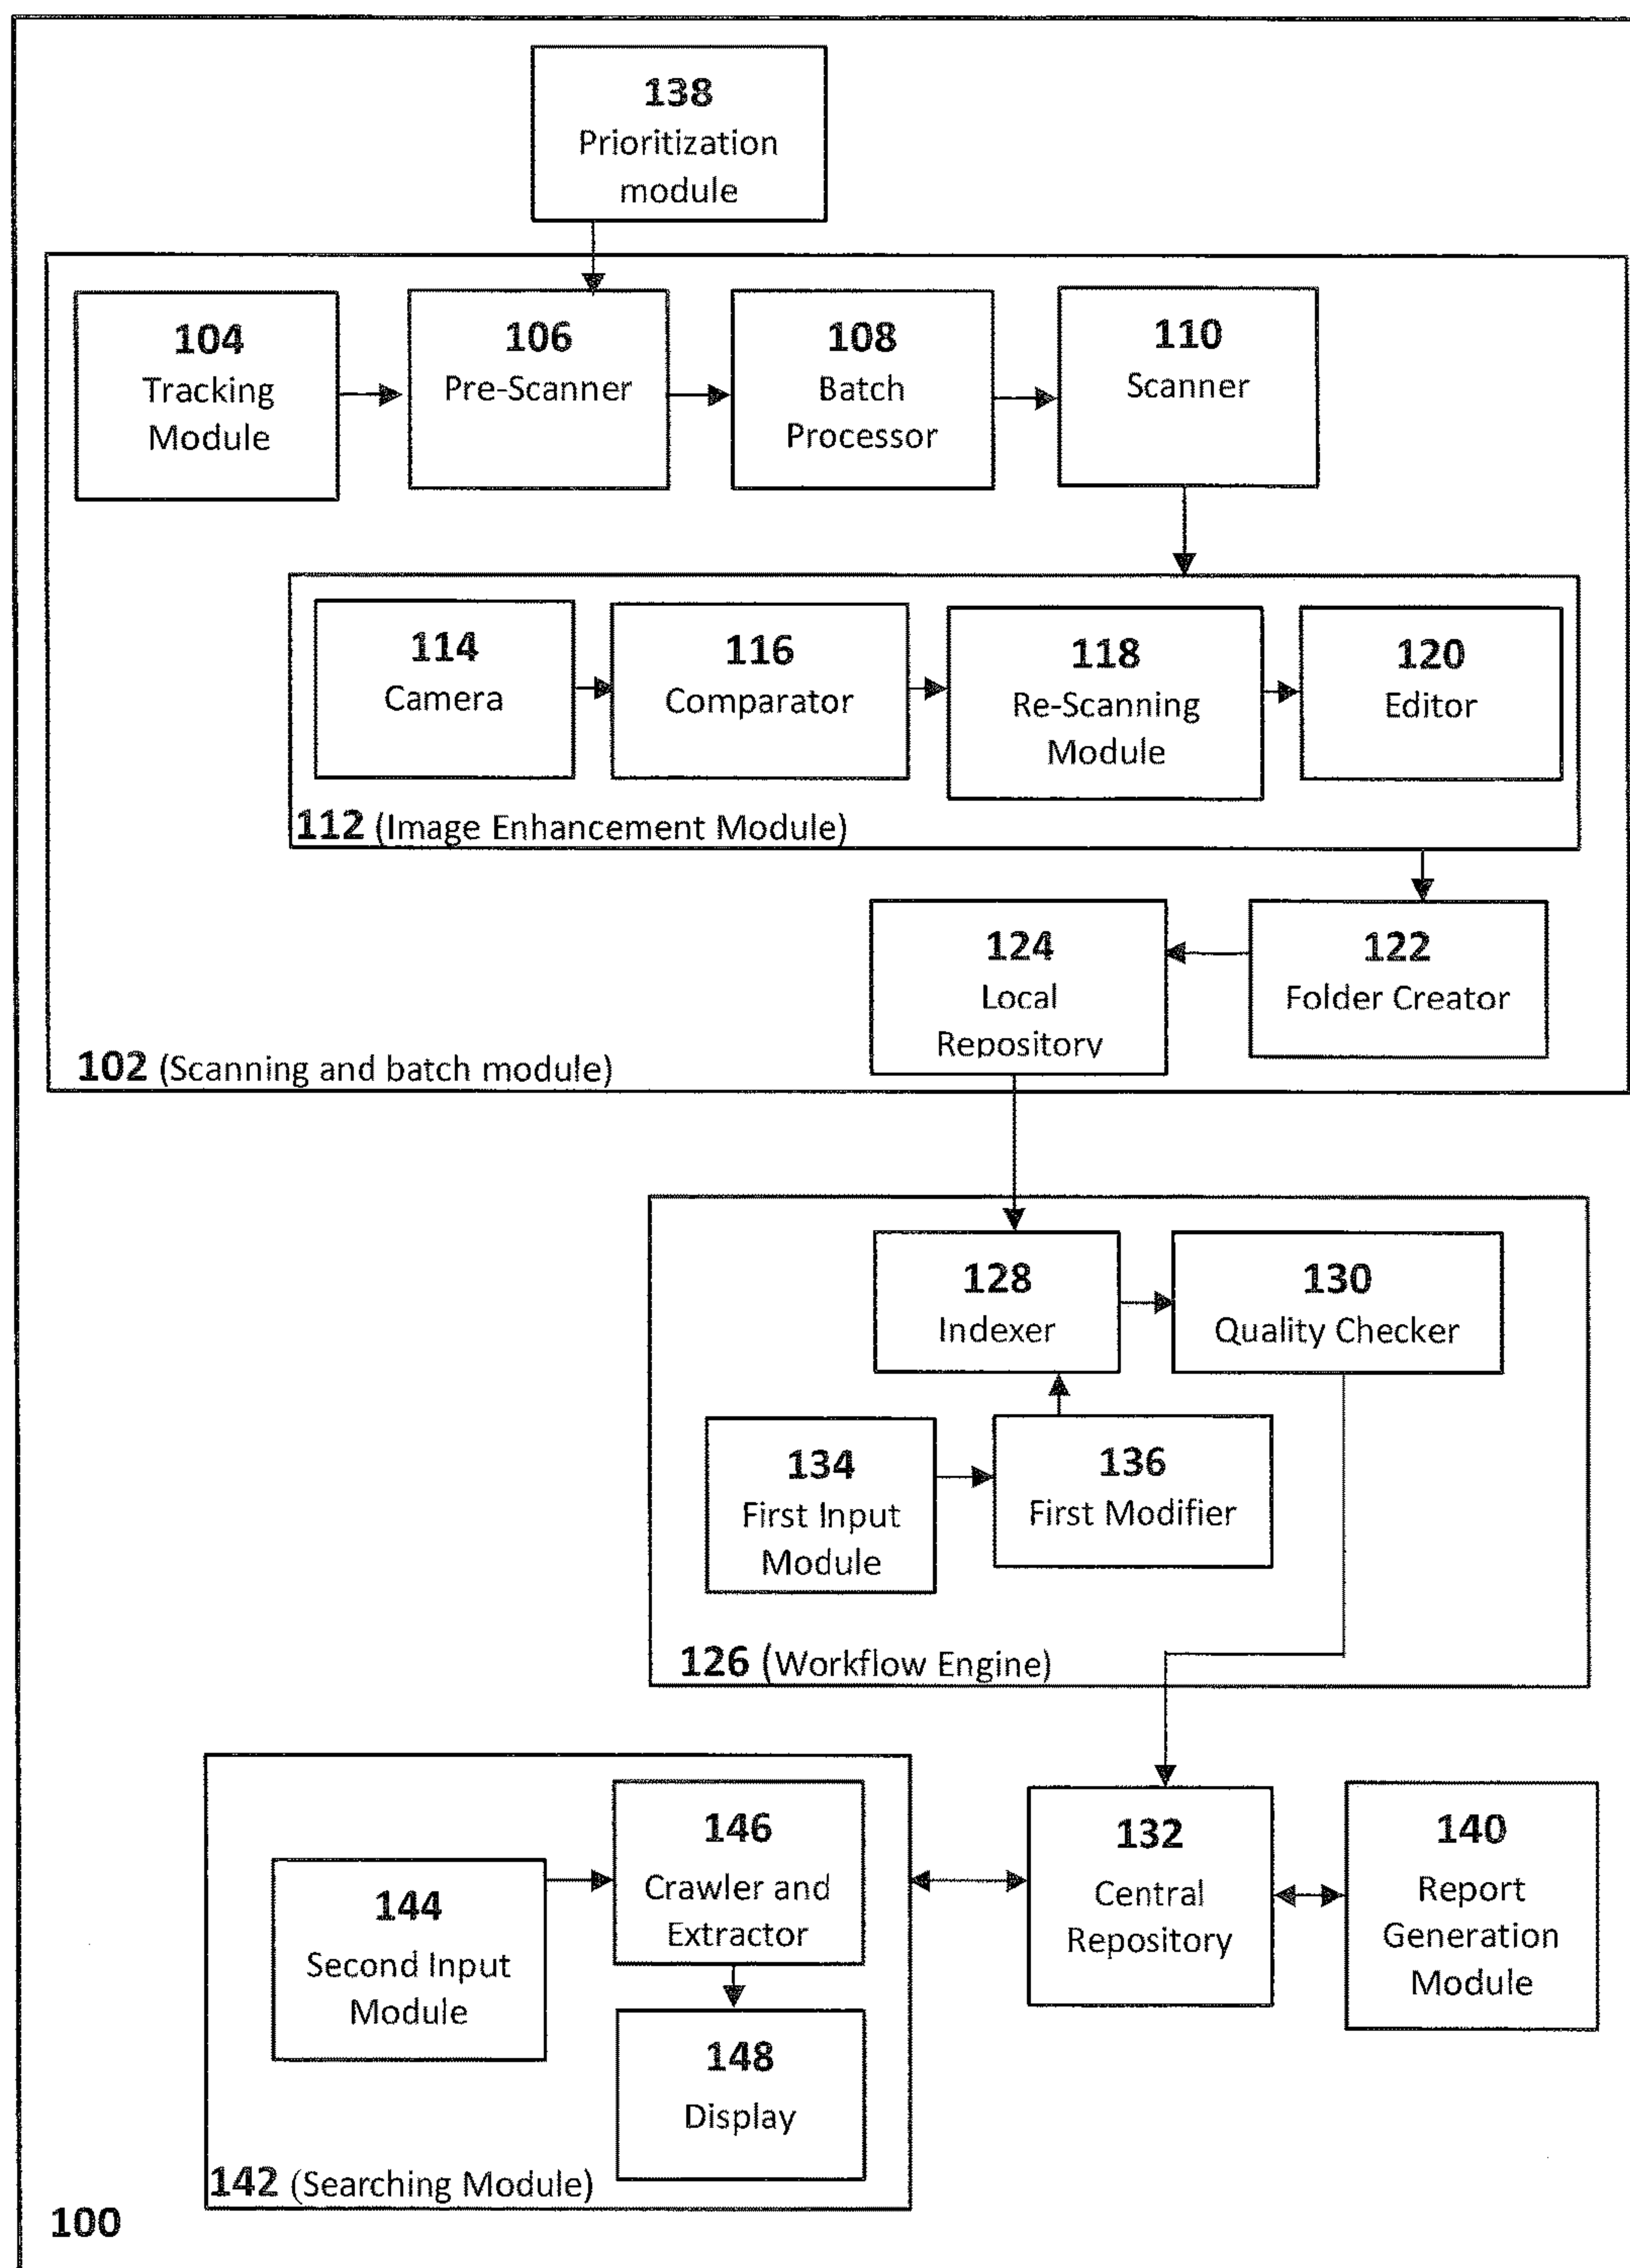 138
Prioritization
module
104
Tracking
Module
106
Pre-Scanner
108
Batch
Processor
110
Scanner
114
Camera
116
Comparator
118
Re-Scanning
Module
120
Editor
112 (Image Enhancement Module)
124
Local
Repository
122
Folder Creator
102 (Scanning and batch module)
128
Indexer
130
Quality Checker
134
First Input
Module
136
First Modifier
126 (Workflow Engine)
144
Second Input
Module
146
Crawler and
Extractor
148
Display
132
Central
Repository
140
Report
Generation
Module
142 (Searching Module)
100